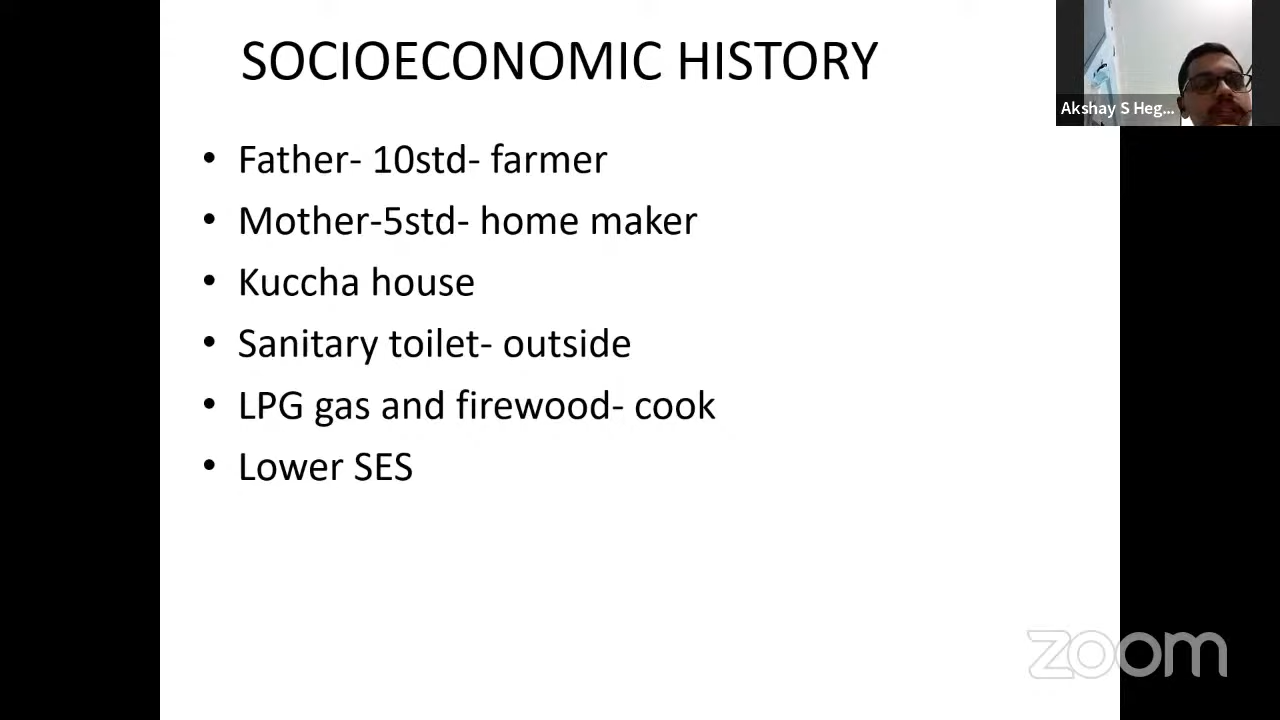 SOCIOECONOMIC HISTORY
Akshay S Heg...
• Father- 10std- farmer
• Mother-5std- home maker
• Kuccha house
• Sanitary toilet- outside
• LPG gas and firewood- cook
• Lower SES
zoom